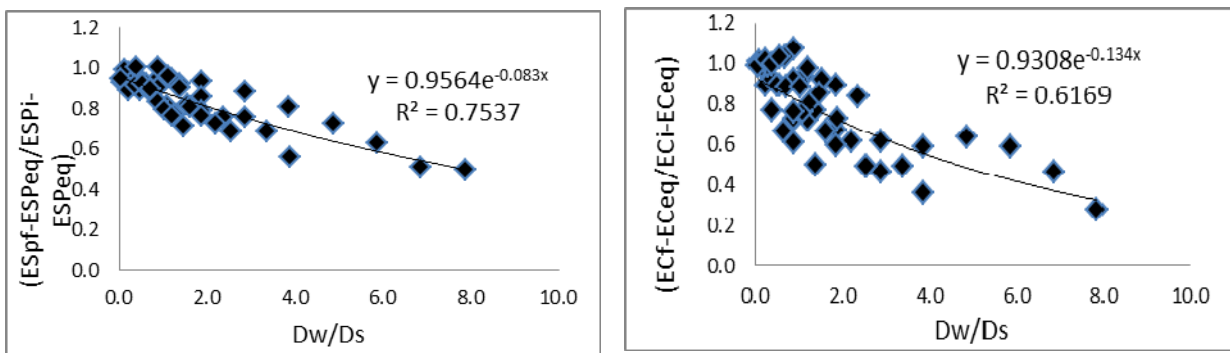 (ESpf-ESPeq/ESPi-
ESPeq)
1.2
1.0
0.8
0.6
0.4
0.2
0.0
y = 0.9564e-0.083x
R² = 0.7537
0.0 2.0 4.0 6.0 8.0 10.0
Dw/Ds
(ECf-ECeq/ECi-ECeq)
1.2
1.0
0.8
0.6
0.4
0.2
0.0
y = 0.9308e-0.134x
R² = 0.6169
0.0 2.0 4.0 6.0 8.0 10.0
Dw/Ds